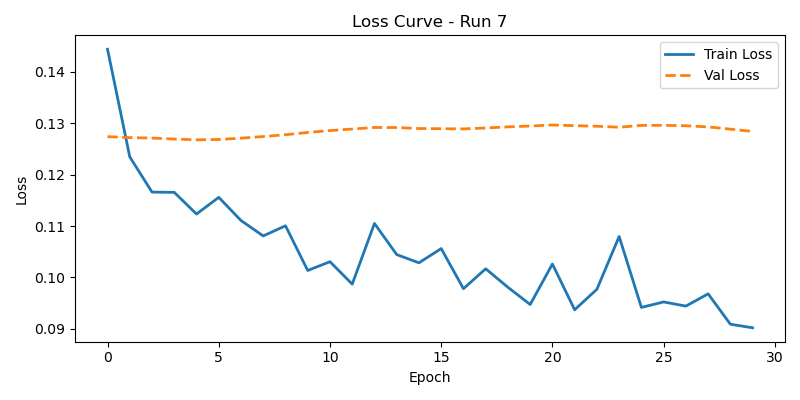 Loss Curve - Run 7
Train Loss
Val Loss
Loss
0.14
0.13
0.12
0.11
0.10
0.09
0 5 10 15 20 25 30
Epoch